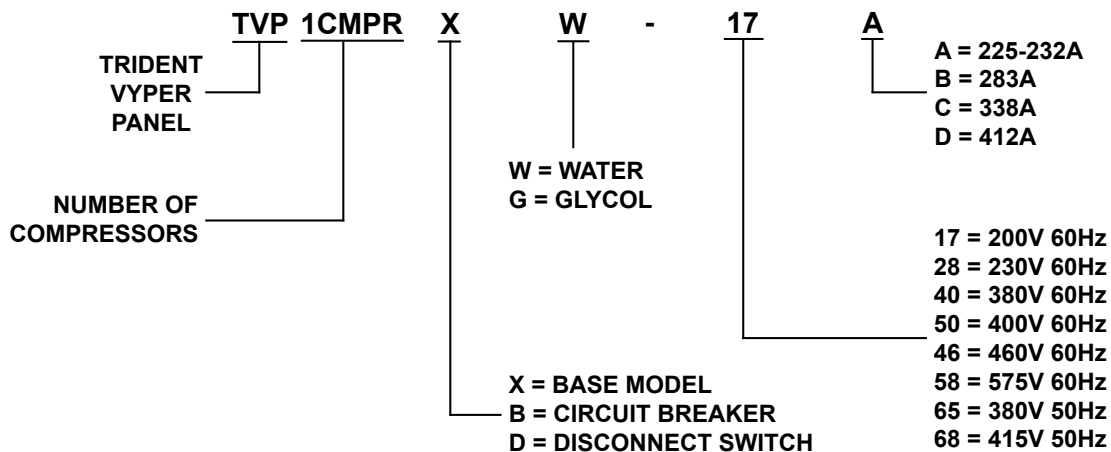 TVP 1CMPR X W - 17 A
TRIDENT
VYPER
PANEL
NUMBER OF
COMPRESSORS
X = BASE MODEL
B = CIRCUIT BREAKER
D = DISCONNECT SWITCH
W = WATER
G = GLYCOL
17 = 200V 60Hz
28 = 230V 60Hz
40 = 380V 60Hz
50 = 400V 60Hz
46 = 460V 60Hz
58 = 575V 60Hz
65 = 380V 50Hz
68 = 415V 50Hz
A = 225-232A
B = 283A
C = 338A
D = 412A